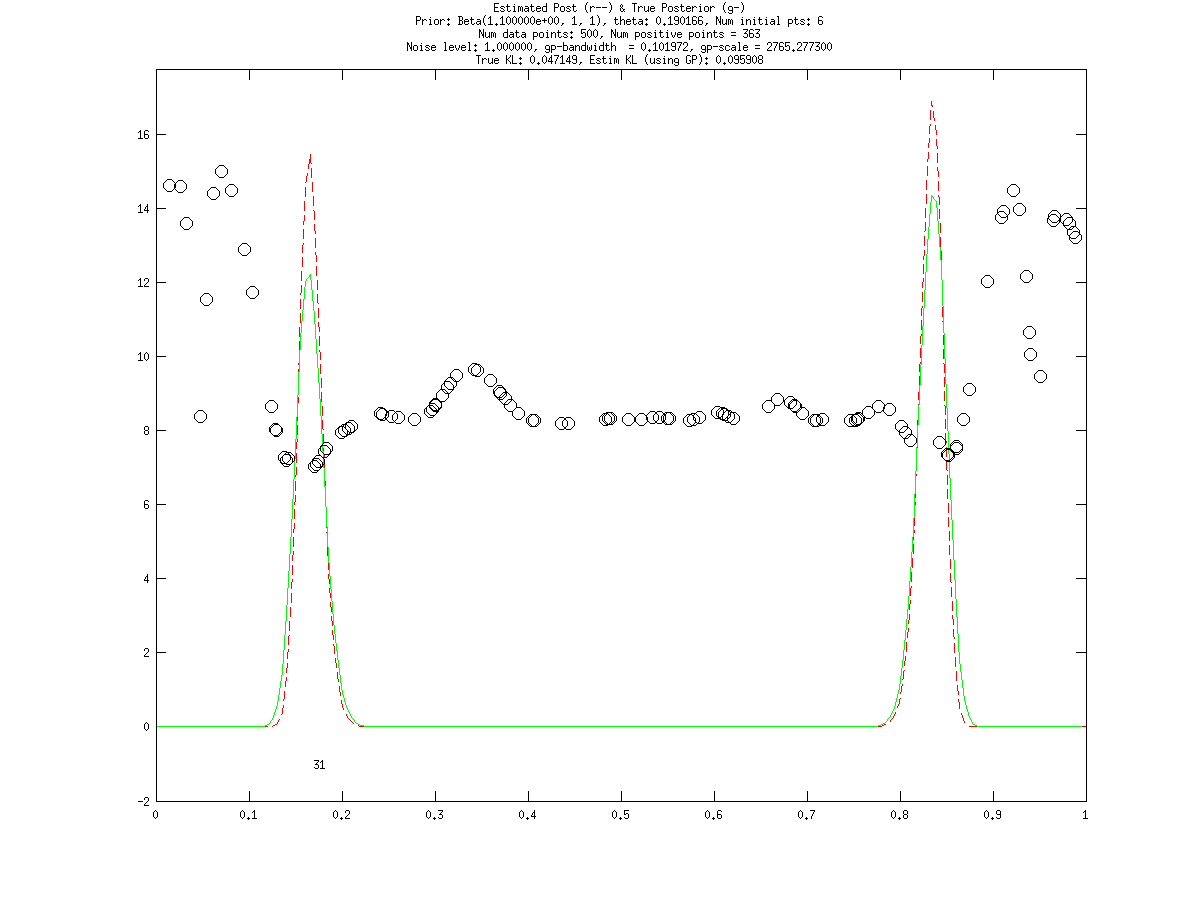 Estimated Post (r--) & True Posterior (g-)
Prior: Beta(1.100000e+00, 1, 1), theta: 0.190166, Num initial pts: 6
Num data points: 500, Num positive points = 363
Noise level: 1.000000, gp-bandwidth  = 0.101972, gp-scale = 2765.277300
True KL: 0.047149, Estim KL (using GP): 0.095908
16
14
12
10
8
6
4
2
0
31
-2
0 0.1 0.2 0.3 0.4 0.5 0.6 0.7 0.8 0.9 1